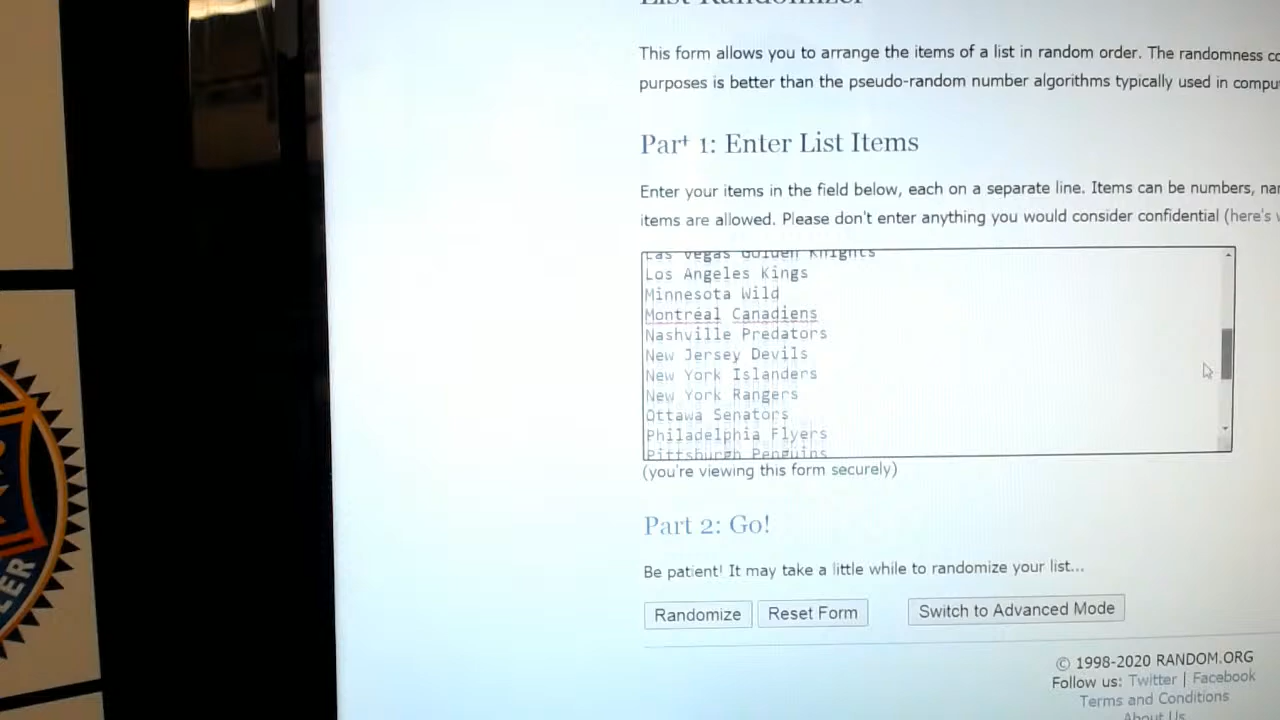 List Randomizer
This form allows you to arrange the items of a list in random order. The randomness
purposes is better than the pseudo-random number algorithms typically used in
Part 1: Enter List Items
Enter your items in the field below, each on a separate line. Items can be numbers,
items are allowed. Please don't enter anything you would consider confidential (here's
Las Vegas Golden Knights
Los Angeles Kings
Minnesota Wild
Montréal Canadiens
Nashville Predators
New Jersey Devils
New York Islanders
New York Rangers
Ottawa Senators
Philadelphia Flyers
Pittsburgh Penguins
(you're viewing this form securely)
Part 2: Go!
Be patient! It may take a little while to randomize your list...
Randomize Reset Form Switch to Advanced Mode
© 1998-2020 RANDOM.ORG
Follow us: Twitter | Facebook
Terms and Conditions
About Us